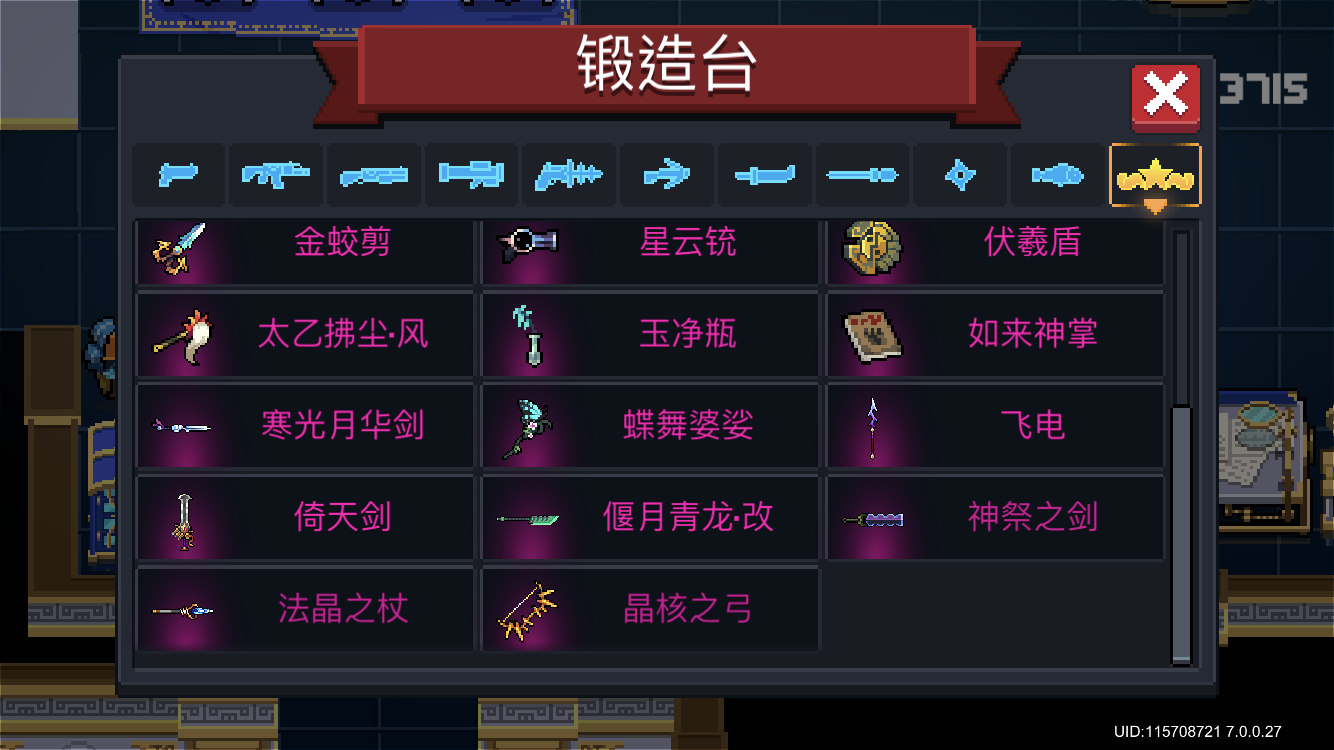 锻造台
3715
金蛟剪
星云铳
伏羲盾
太乙拂尘·风
玉净瓶
如来神掌
寒光月华剑
蝶舞婆娑
飞电
倚天剑
偃月青龙·改
神祭之剑
法晶之杖
晶核之弓
UID:115708721 7.0.0.27